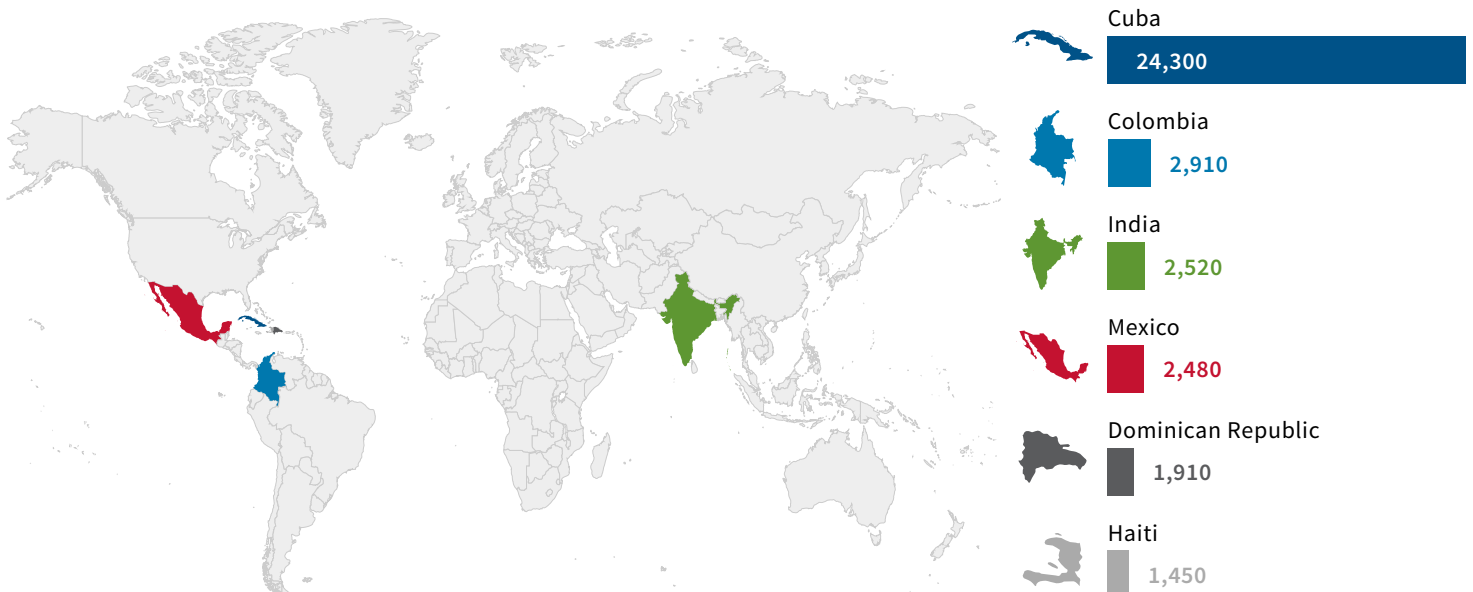 Cuba
24,300
Colombia
2,910
India
2,520
Mexico
2,480
Dominican Republic
1,910
Haiti
1,450